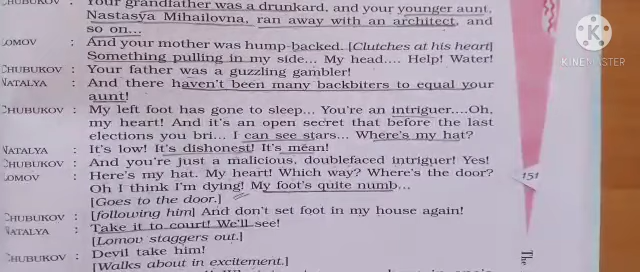 CHUBUKOV : Your grandfather was a drunkard, and your younger aunt,
Nastasya Mihailovna, ran away with an architect, and
so on...
LOMOV : And your mother was hump-backed. [Clutches at his heart]
Something pulling in my side... My head.... Help! Water!
CHUBUKOV : Your father was a guzzling gambler!
NATALYA : And there haven't been many backbiters to equal your
aunt!
CHUBUKOV : My left foot has gone to sleep... You're an intriguer....Oh,
my heart! And it's an open secret that before the last
elections you bri... I can see stars... Where's my hat?
NATALYA : It's low! It's dishonest! It's mean!
CHUBUKOV : And you're just a malicious, doublefaced intriguer! Yes!
LOMOV : Here's my hat. My heart! Which way? Where's the door?
Oh I think I'm dying! My foot's quite numb...
[Goes to the door.]
CHUBUKOV : [following him] And don't set foot in my house again!
NATALYA : Take it to court! We'll see!
[Lomov staggers out.]
CHUBUKOV : Devil take him!
[Walks about in excitement.]
151
The
K
KINEMASTER